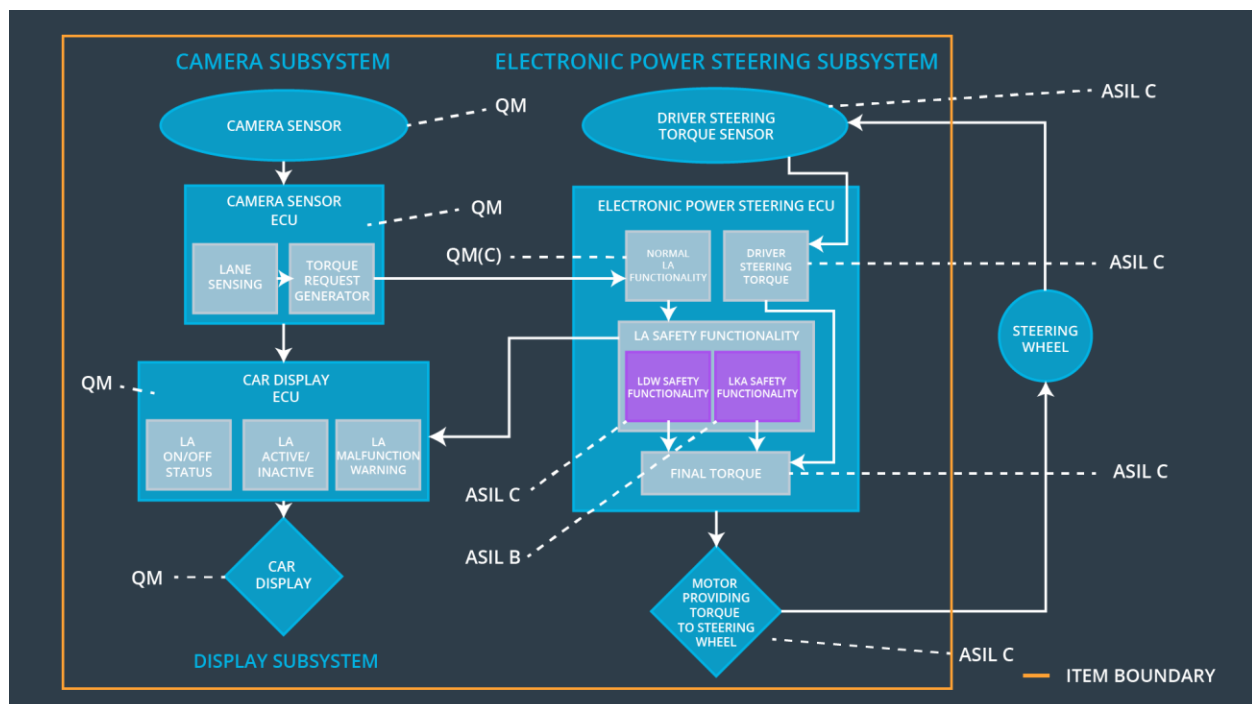 CAMERA SUBSYSTEM
ELECTRONIC POWER STEERING SUBSYSTEM
QM
ASIL C
CAMERA SENSOR
DRIVER STEERING
TORQUE SENSOR
CAMERA SENSOR
ECU
QM
ELECTRONIC POWER STEERING ECU
LANE
SENSING
TORQUE
REQUEST
GENERATOR
QM(C)
NORMAL
LA
FUNCTIONALITY
DRIVER
STEERING
TORQUE
ASIL C
LA SAFETY FUNCTIONALITY
STEERING
WHEEL
QM
CAR DISPLAY
ECU
LDW SAFETY
FUNCTIONALITY
LKA SAFETY
FUNCTIONALITY
LA
ON/OFF
STATUS
LA
ACTIVE/
INACTIVE
LA
MALFUNCTION
WARNING
FINAL TORQUE
ASIL C
ASIL C
ASIL B
QM
CAR
DISPLAY
MOTOR
PROVIDING
TORQUE
TO STEERING
WHEEL
DISPLAY SUBSYSTEM
ASIL C
ITEM BOUNDARY